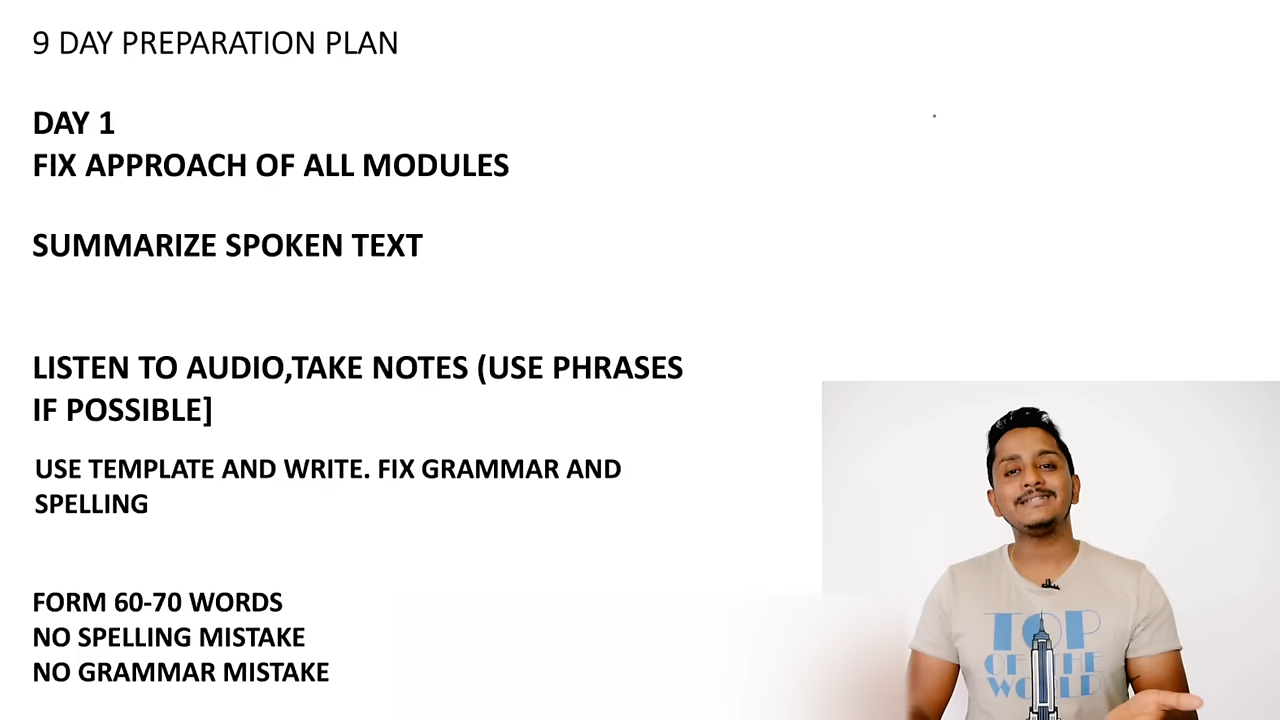 9 DAY PREPARATION PLAN
DAY 1
FIX APPROACH OF ALL MODULES
SUMMARIZE SPOKEN TEXT
LISTEN TO AUDIO,TAKE NOTES (USE PHRASES
IF POSSIBLE]
USE TEMPLATE AND WRITE. FIX GRAMMAR AND
SPELLING
FORM 60-70 WORDS
NO SPELLING MISTAKE
NO GRAMMAR MISTAKE
TOP
OF THE
WORLD